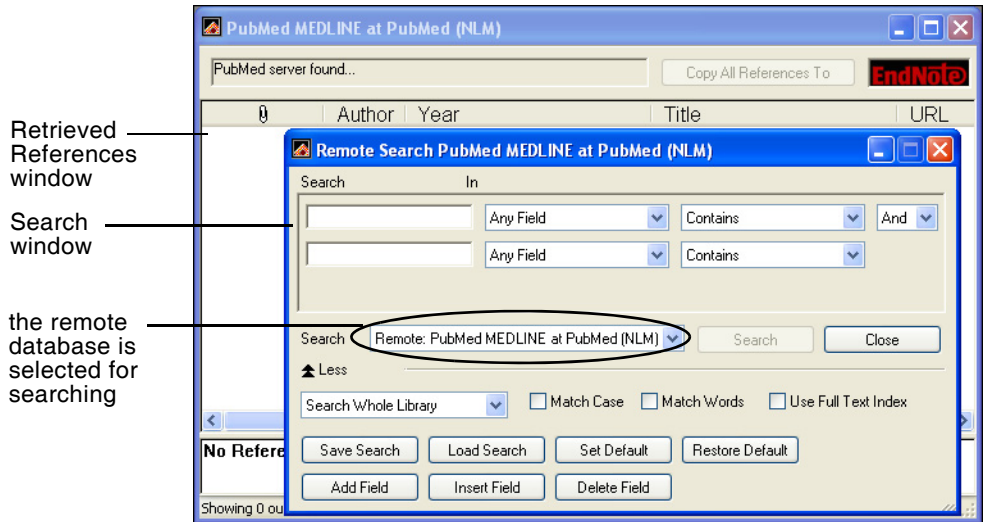 PubMed MEDLINE at PubMed (NLM)
PubMed server found...
Copy All References To
EndNote
Author Year Title URL
Retrieved
References
window
Remote Search PubMed MEDLINE at PubMed (NLM)
Search In
Any Field Contains And
Search
window
Any Field Contains
the remote
database is
selected for
searching
Search Remote: PubMed MEDLINE at PubMed (NLM) Search Close
Less
Search Whole Library Match Case Match Words Use Full Text Index
No Refere
Save Search Load Search Set Default Restore Default
Add Field Insert Field Delete Field
Showing 0 ou